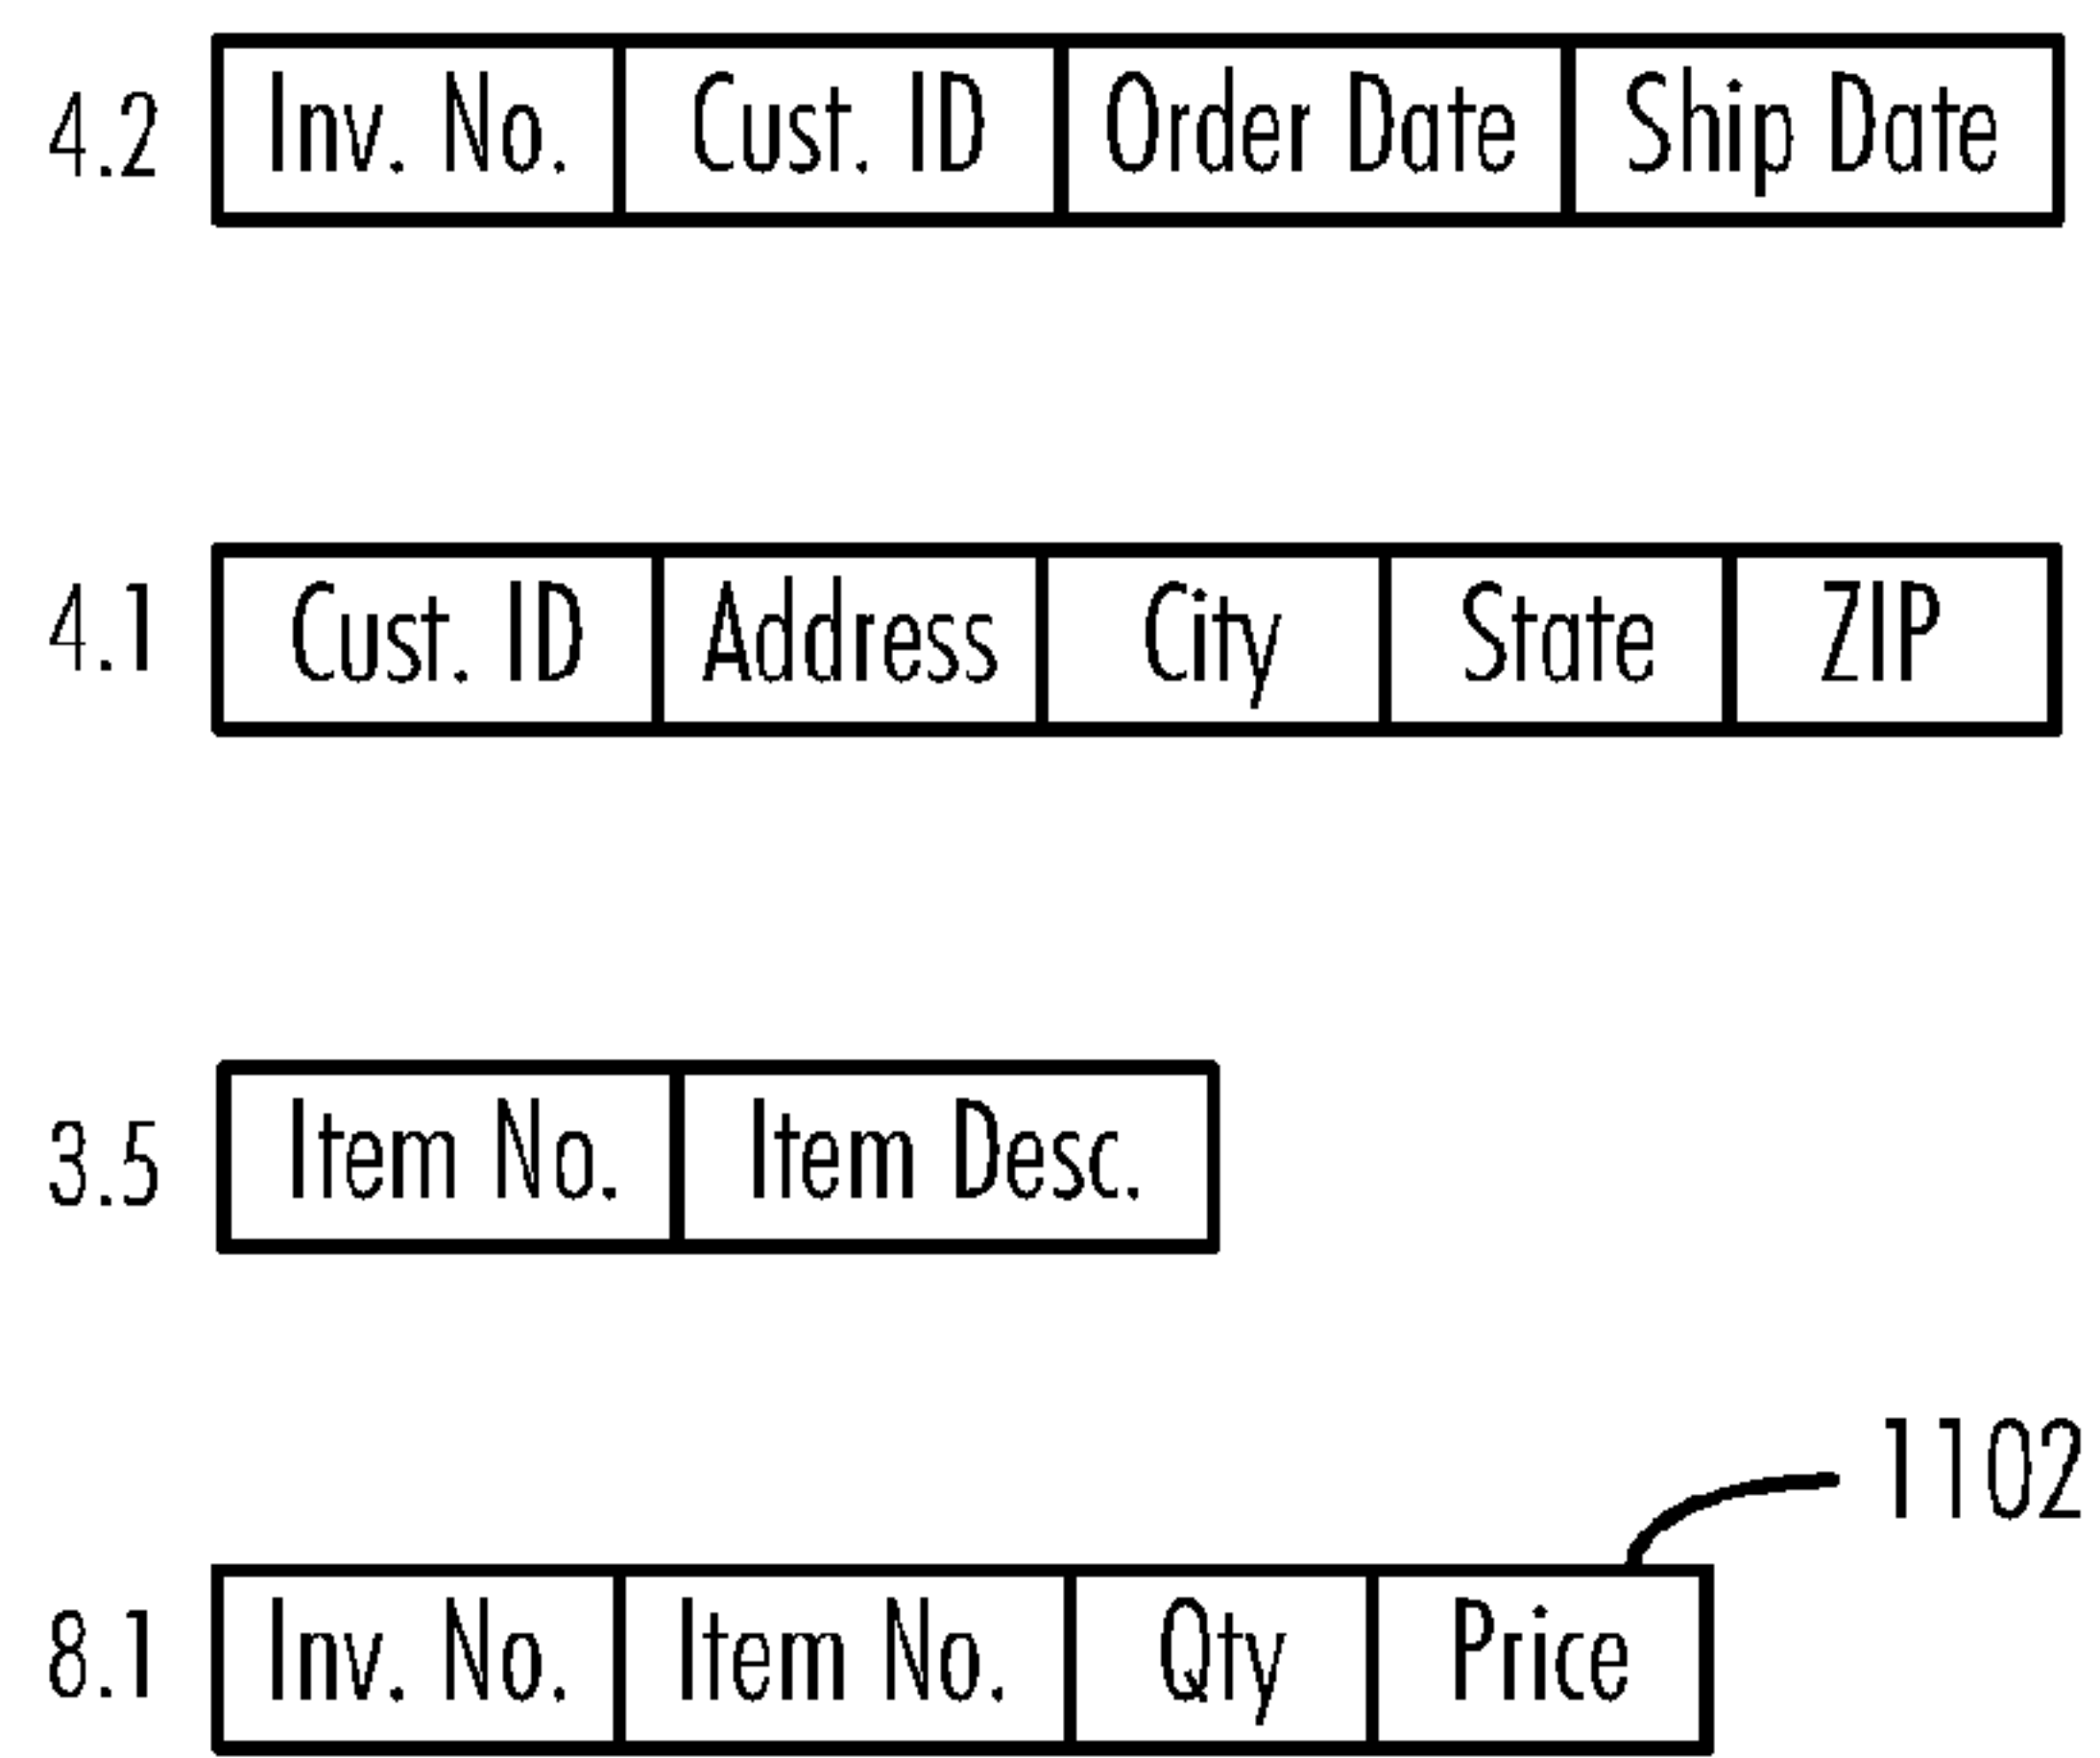 4.2 Inv. No. Cust. ID Order Date Ship Date
4.1 Cust. ID Address City State ZIP
3.5 Item No. Item Desc.
1102
8.1 Inv. No. Item No. Qty Price